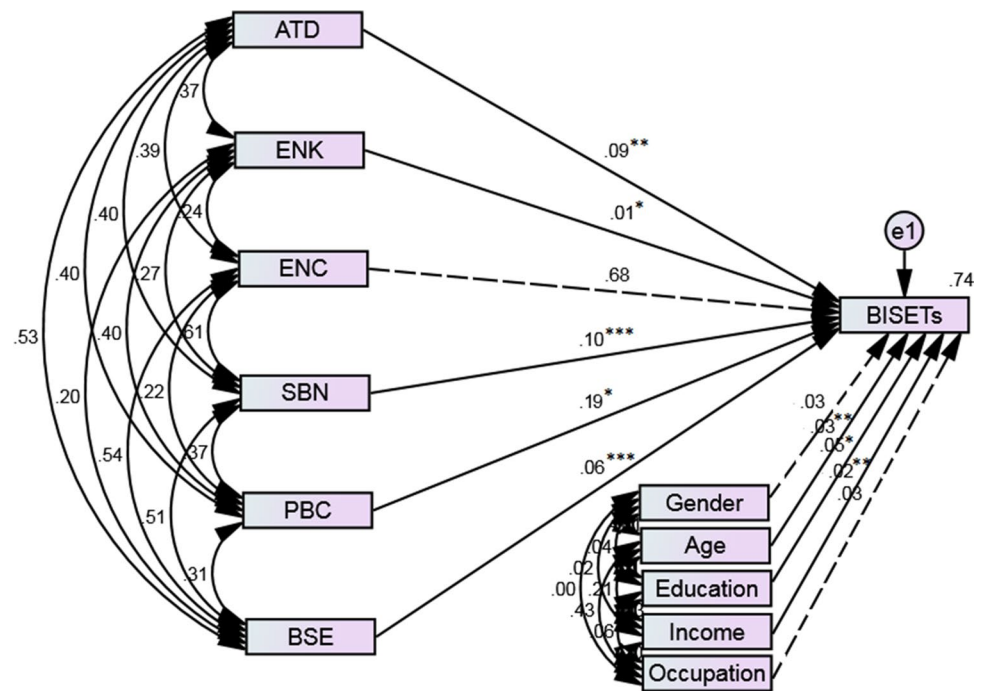 ATD
.37
.09**
ENK
.39
.01*
.40
.24
e1
ENC
.68
.40
.27
.74
BISETs
.53
.40
.61
.10***
.20
.22
SBN
.19*
.03
.03**
.05*
.54
.37
.06***
.02**
.03
.51
PBC
Gender
.04
Age
.02
.00
.21
Education
.31
.43
.06
Income
BSE
Occupation